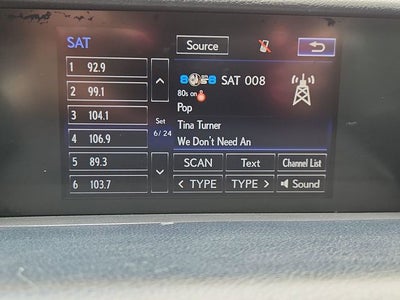 SAT
Source
1 92.9
2 99.1
3 104.1
4 106.9
5 89.3
6 103.7
Set
6/24
SAT 008
80s on 8
Pop
Tina Turner
We Don't Need An
SCAN
Text
Channel List
< TYPE
TYPE >
Sound